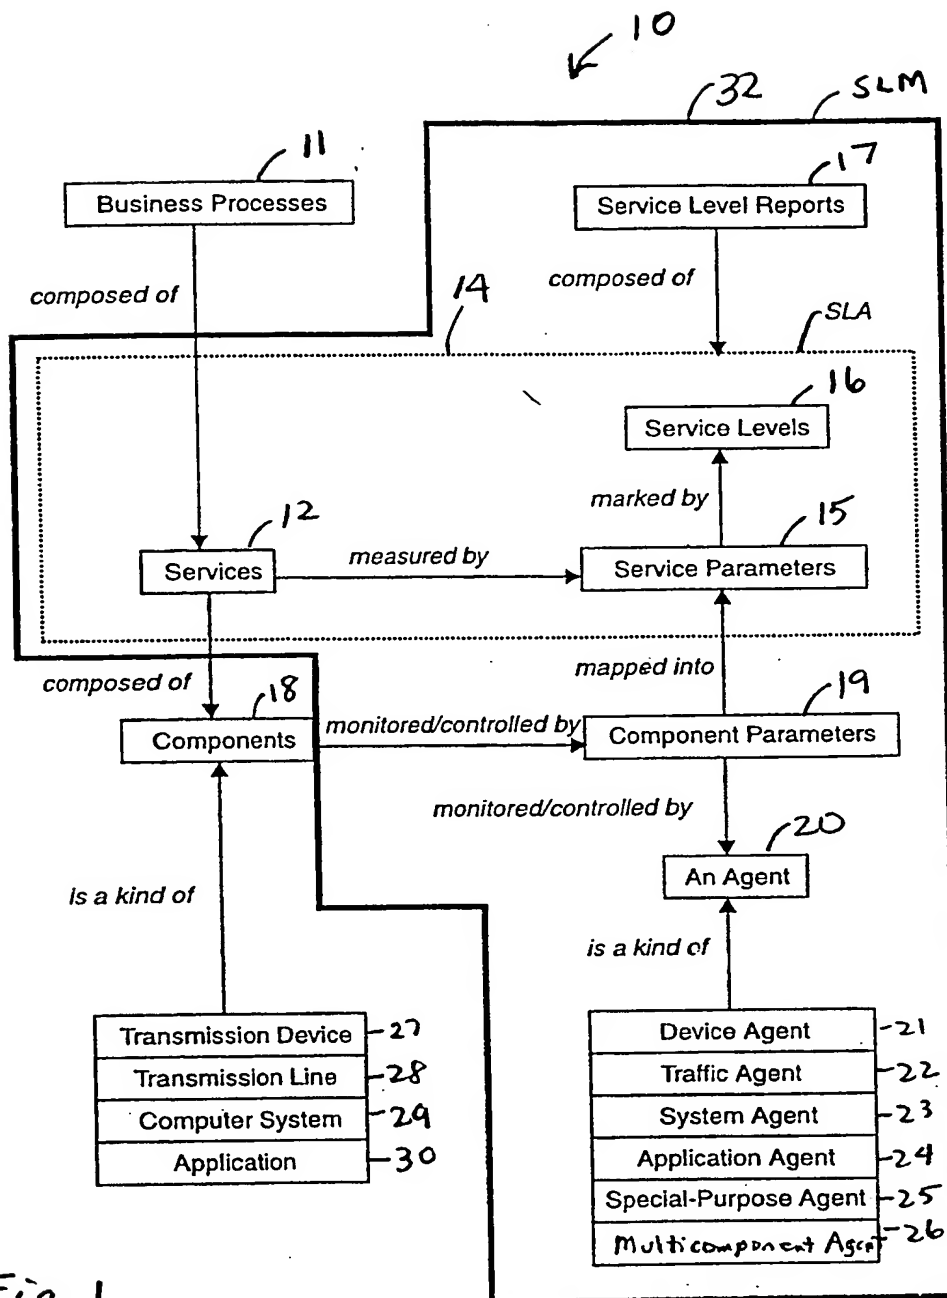 10
32
SLM
11
17
Business Processes
Service Level Reports
composed of
14
composed of
SLA
16
Service Levels
marked by
12
15
Services
measured by
Service Parameters
composed of
mapped into
18
19
Components
monitored/controlled by
Component Parameters
monitored/controlled by
20
An Agent
Is a kind of
is a kind of
Transmission Device
27
Transmission Line
28
Computer System
29
Application
30
Device Agent
21
Traffic Agent
22
System Agent
23
Application Agent
24
Special-Purpose Agent
25
Multicomponent Agent
26
Fig. 1